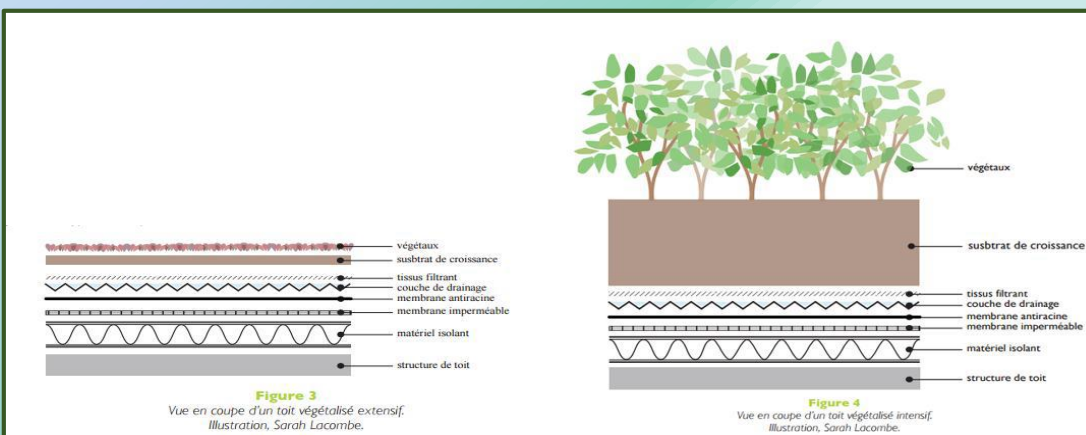 végétaux
susbtrat de croissance
tissus filtrant
couche de drainage
membrane antiracine
membrane imperméable
matériel isolant
structure de toit
Figure 3
Vue en coupe d'un toit végétalisé extensif.
Illustration, Sarah Lacombe.
végétaux
susbtrat de croissance
tissus filtrant
couche de drainage
membrane antiracine
membrane imperméable
matériel isolant
structure de toit
Figure 4
Vue en coupe d'un toit végétalisé intensif.
Illustration, Sarah Lacombe.